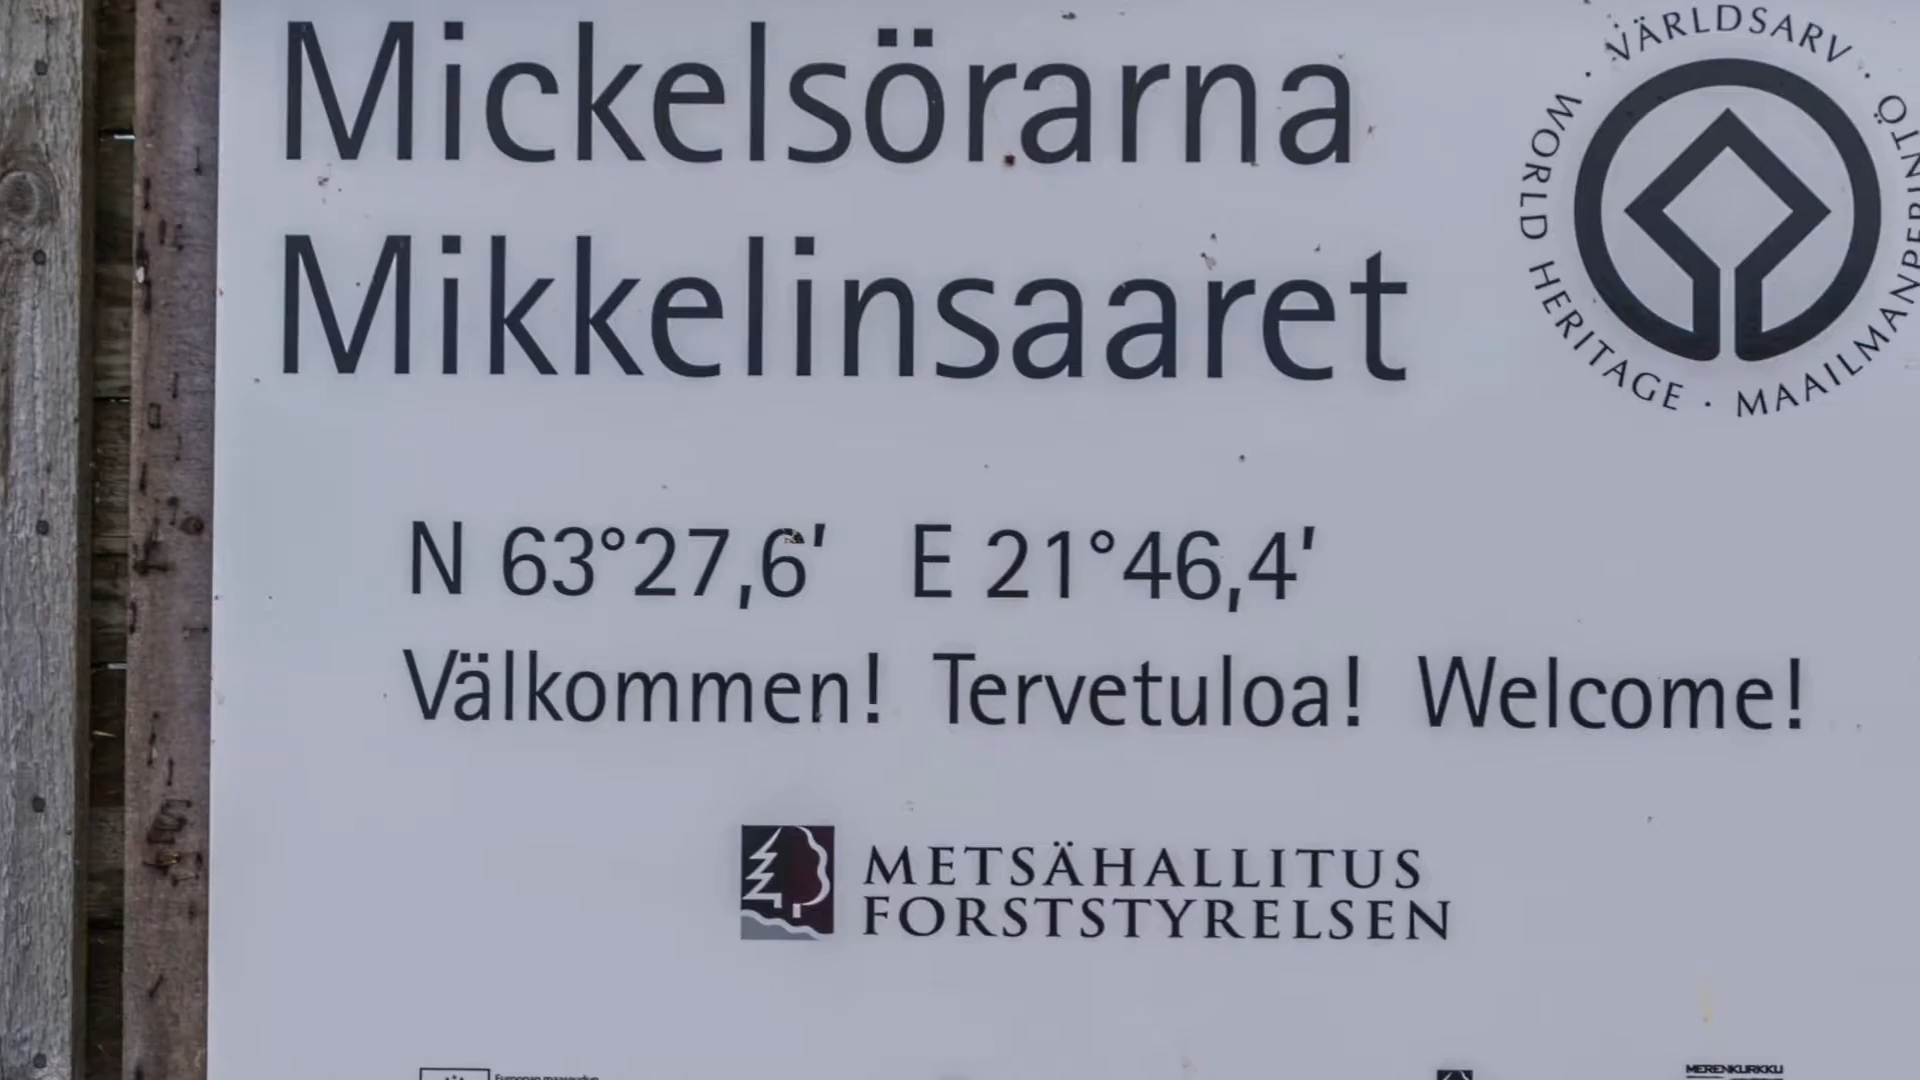 Mickelsörarna
Mikkelinsaaret
VÄRLDSARV · WORLD HERITAGE · MAAILMANPERINTÖ ·
N 63°27,6' E 21°46,4'
Välkommen! Tervetuloa! Welcome!
METSÄHALLITUS
FORSTSTYRELSEN
MERENKURKKU